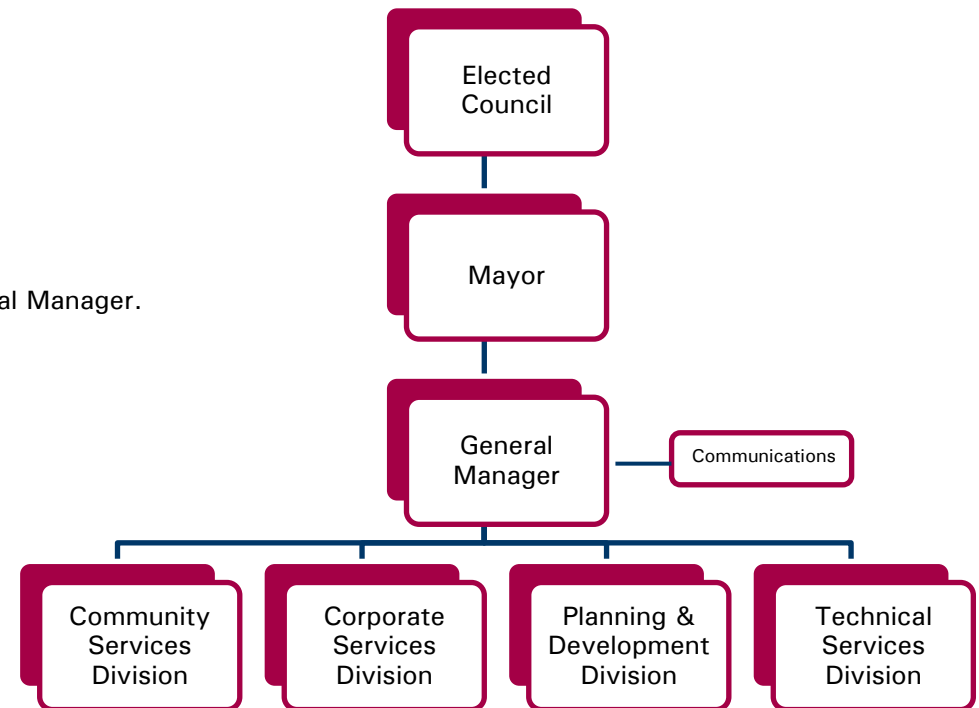 Elected
Council
Mayor
al Manager.
General
Manager
Communications
Community
Services
Division
Corporate
Services
Division
Planning &
Development
Division
Technical
Services
Division